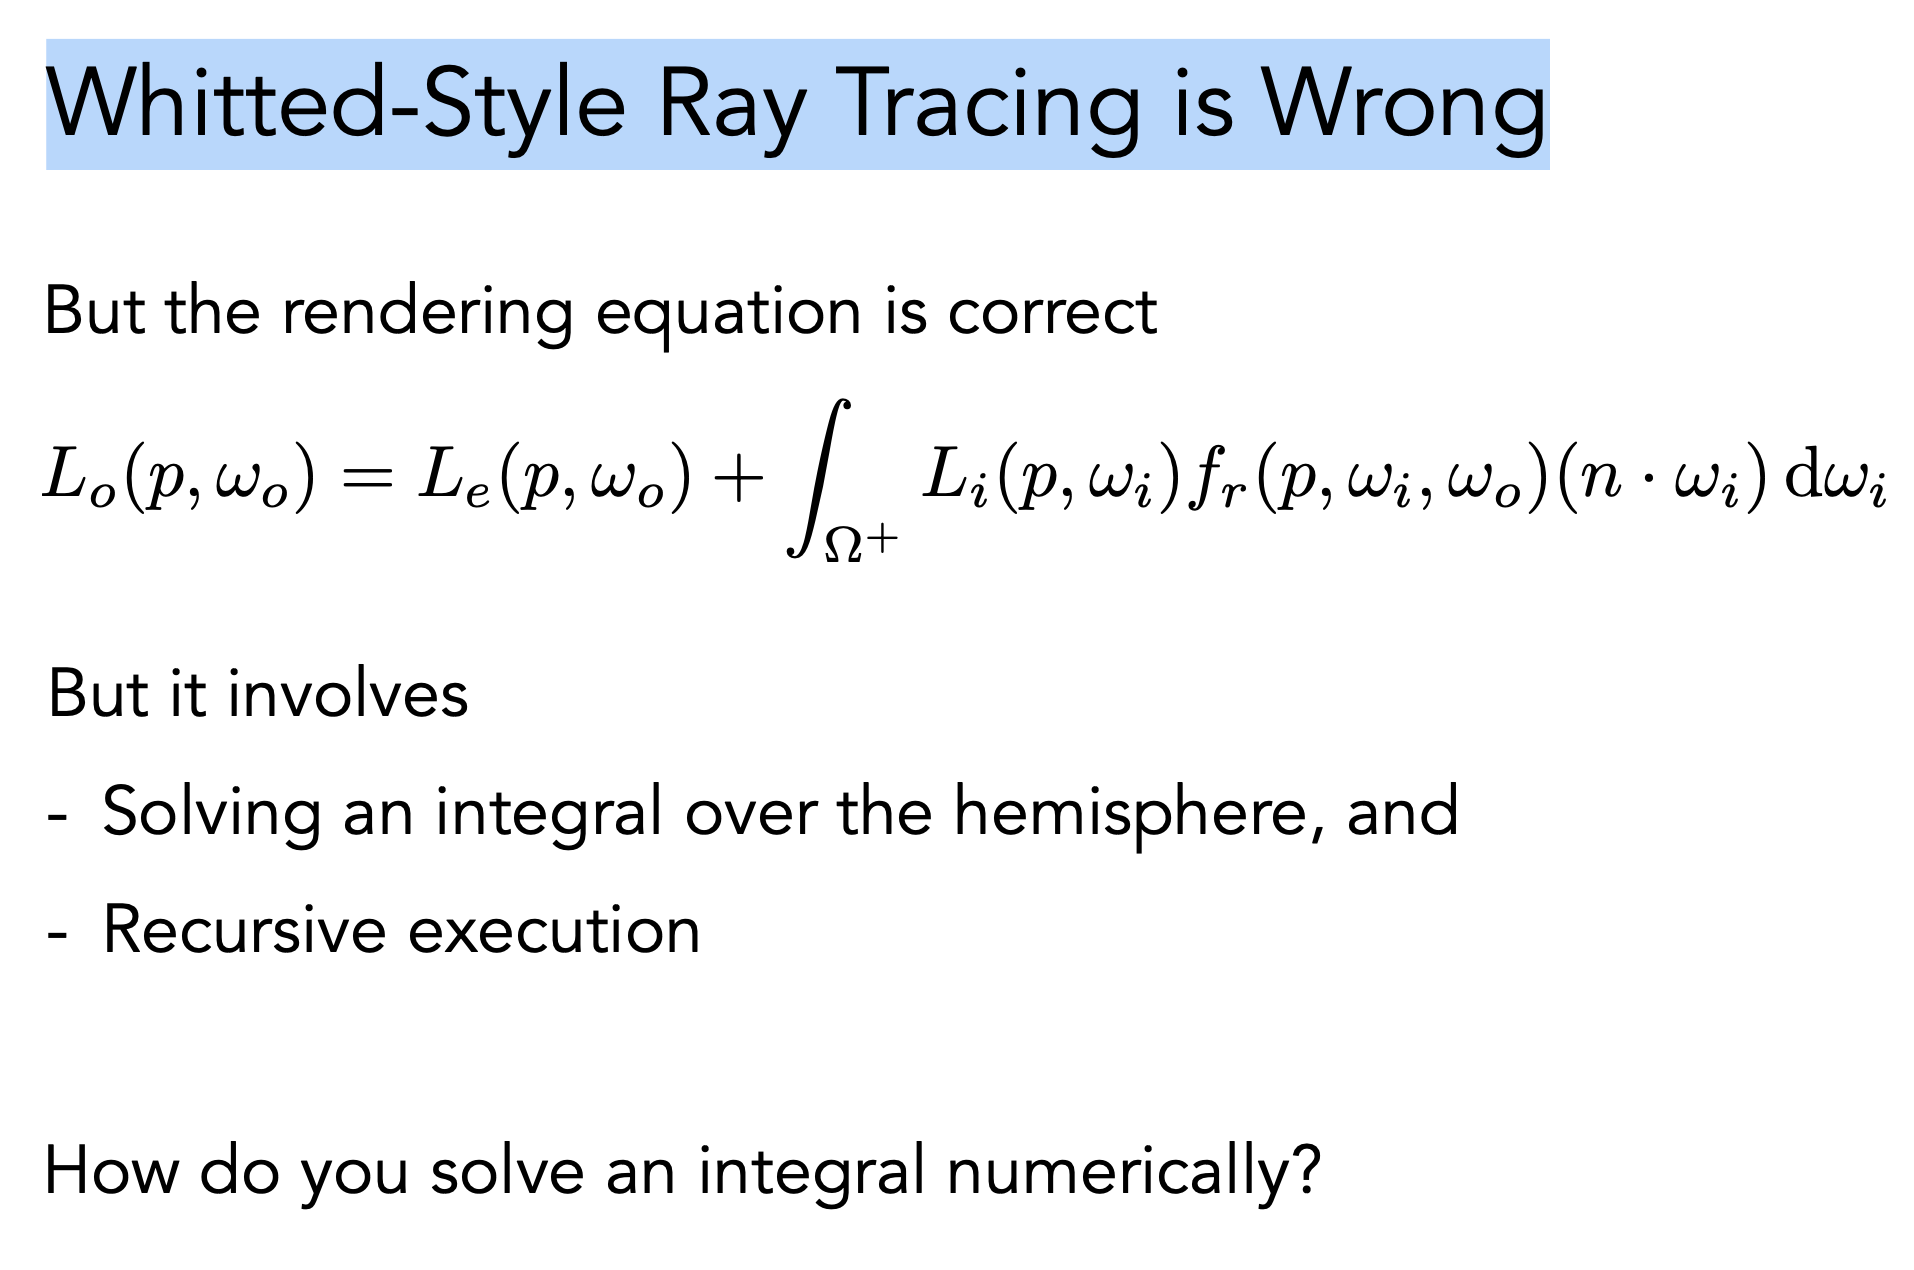 Whitted-Style Ray Tracing is Wrong
But the rendering equation is correct
$L_o(p, \omega_o) = L_e(p, \omega_o) + \int_{\Omega^+} L_i(p, \omega_i) f_r(p, \omega_i, \omega_o)(n \cdot \omega_i) \, \mathrm{d}\omega_i$
But it involves
- Solving an integral over the hemisphere, and
- Recursive execution
How do you solve an integral numerically?